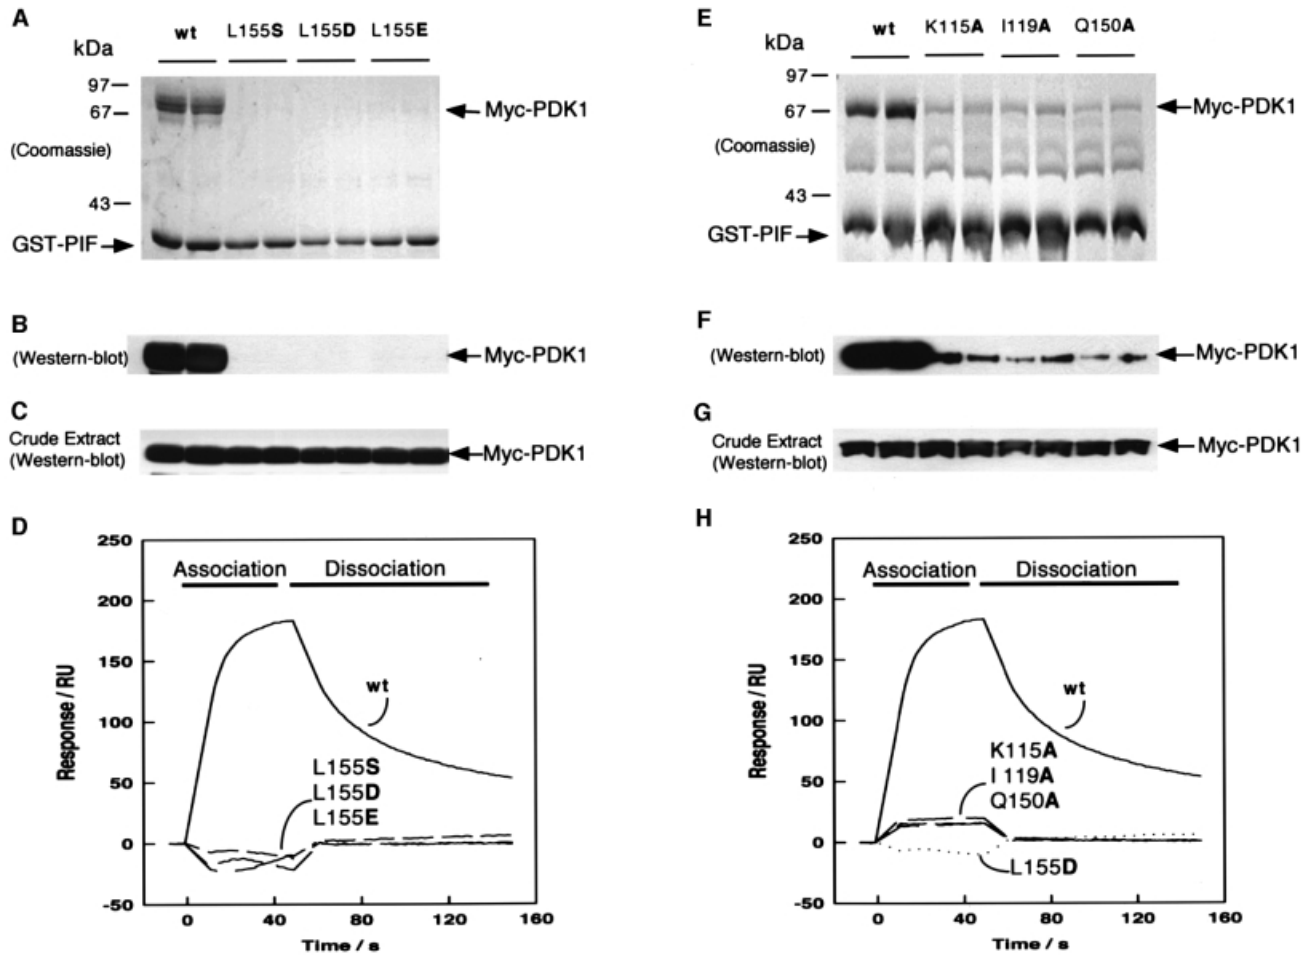 A
kDa
wt
L155S
L155D
L155E
97
67
Myc-PDK1
(Coomassie)
43
GST-PIF
B
(Western-blot)
Myc-PDK1
C
Crude Extract
(Western-blot)
Myc-PDK1
D
250
200
150
100
50
0
-50
Response / RU
Association
Dissociation
wt
L155S
L155D
L155E
0
40
80
120
160
Time / s
E
kDa
wt
K115A
I119A
Q150A
97
67
Myc-PDK1
(Coomassie)
43
GST-PIF
F
(Western-blot)
Myc-PDK1
G
Crude Extract
(Western-blot)
Myc-PDK1
H
250
200
150
100
50
0
-50
Response / RU
Association
Dissociation
wt
K115A
I 119A
Q150A
L155D
0
40
80
120
160
Time / s